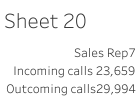 Sheet 20
Sales Rep7
Incoming calls 23,659
Outcoming calls29,994